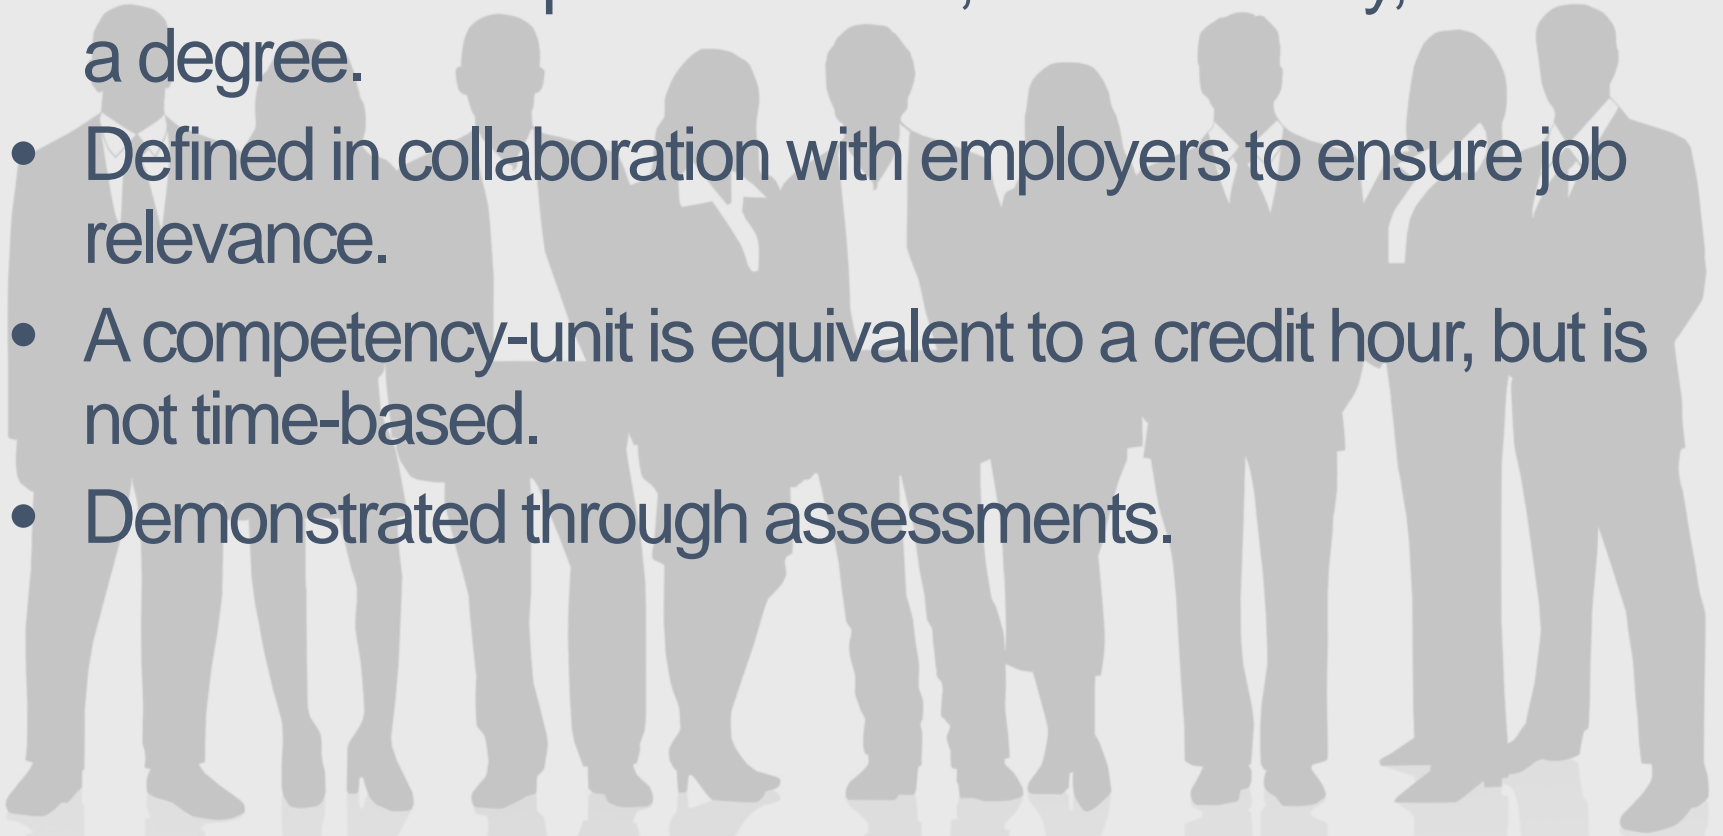 a degree.
• Defined in collaboration with employers to ensure job
relevance.
• A competency-unit is equivalent to a credit hour, but is
not time-based.
• Demonstrated through assessments.